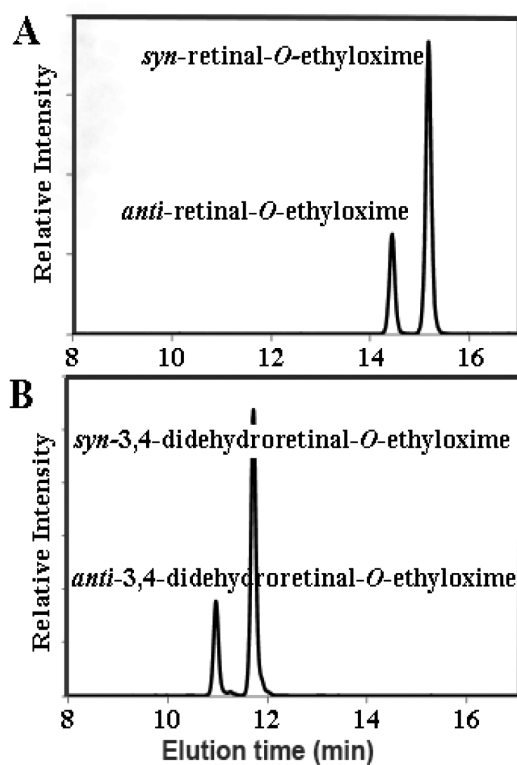 A
syn-retinal-O-ethyloxime
anti-retinal-O-ethyloxime
Relative Intensity
8 10 12 14 16
B
syn-3,4-didehydroretinal-O-ethyloxime
anti-3,4-didehydroretinal-O-ethyloxime
Relative Intensity
8 10 12 14 16
Elution time (min)